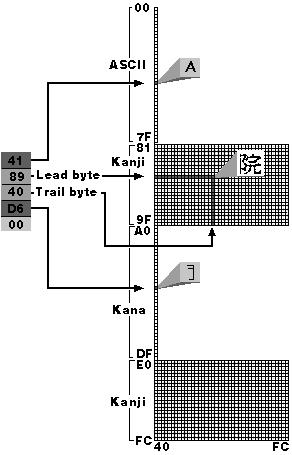 00
ASCII
A
7F
81
41
Kanji
院
89
Lead byte
40
Trail byte
D6
00
9F
A0
ヨ
Kana
DF
E0
Kanji
FC
40
FC